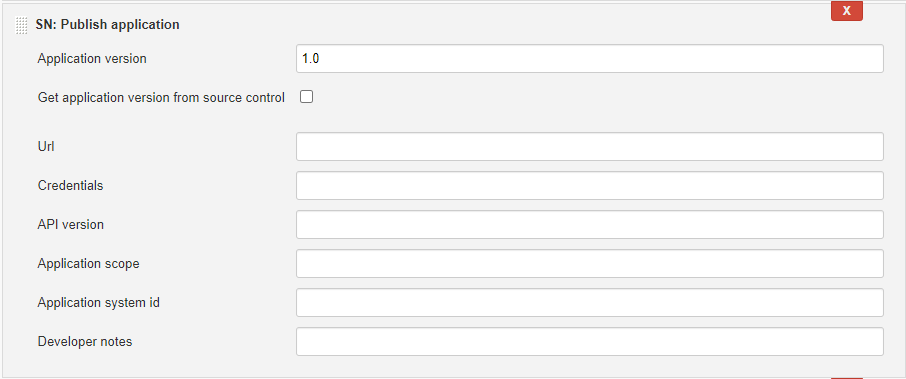 X
SN: Publish application
Application version 1.0
Get application version from source control
Url
Credentials
API version
Application scope
Application system id
Developer notes